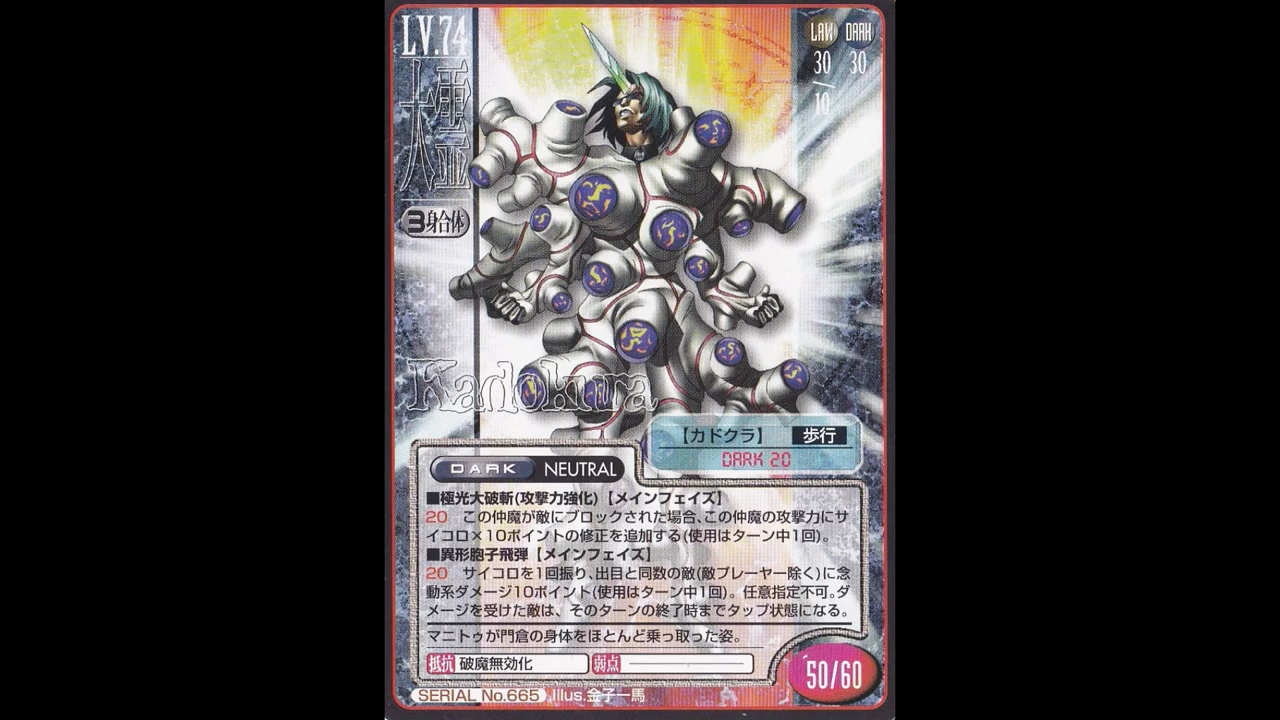 LV.74
LAW DARK
30 30
/
10
大霊
3身合体
Kadokura
【カドクラ】 歩行
DARK 20
DARK NEUTRAL
■極光大破斬(攻撃力強化)【メインフェイズ】
20 この仲魔が敵にブロックされた場合、この仲魔の攻撃力にサ
イコロ×10ポイントの修正を追加する(使用はターン中1回)。
■異形胞子飛弾【メインフェイズ】
20 サイコロを1回振り、出目と同数の敵(敵プレーヤー除く)に念
動系ダメージ10ポイント(使用はターン中1回)。任意指定不可。ダ
メージを受けた敵は、そのターンの終了時までタップ状態になる。
マニトゥが門倉の身体をほとんど乗っ取った姿。
抵抗 破魔無効化 弱点 ―――――
50/60
SERIAL No.665 Illus.金子一馬